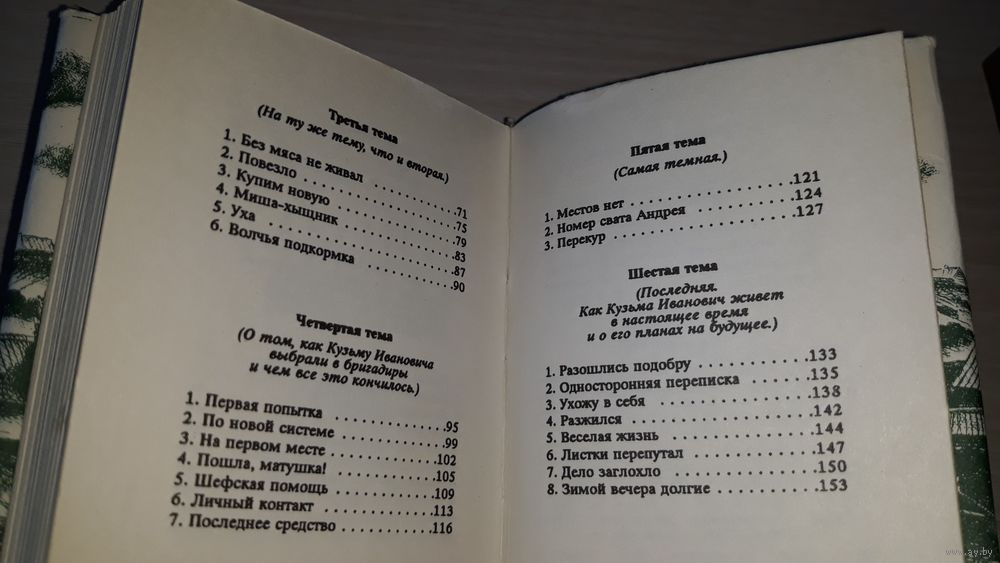 Третья тема
(На ту же тему, что и вторая.)
1. Без мяса не живал . . . . . . . . . .71
2. Повезло . . . . . . . . . . . . . . . . .75
3. Купим новую . . . . . . . . . . . . .79
4. Миша-хыщник . . . . . . . . . . . .83
5. Уха . . . . . . . . . . . . . . . . . . . .87
6. Волчья подкормка . . . . . . . . . .90
Четвертая тема
(О том, как Кузьму Ивановича
выбрали в бригадиры
и чем все это кончилось.)
1. Первая попытка . . . . . . . . . . .95
2. По новой системе . . . . . . . . . .99
3. На первом месте . . . . . . . . . .102
4. Пошла, матушка! . . . . . . . . . .105
5. Шефская помощь . . . . . . . . . .109
6. Личный контакт . . . . . . . . . . .113
7. Последнее средство . . . . . . . . .116
Пятая тема
(Самая темная.)
1. Местов нет . . . . . . . . . . . . . .121
2. Номер свата Андрея . . . . . . . . .124
3. Перекур . . . . . . . . . . . . . . . .127
Шестая тема
(Последняя.
Как Кузьма Иванович живет
в настоящее время
и о его планах на будущее.)
1. Разошлись подобру . . . . . . . . . .133
2. Односторонняя переписка . . . . . .135
3. Ухожу в себя . . . . . . . . . . . . .138
4. Разжился . . . . . . . . . . . . . . .142
5. Веселая жизнь . . . . . . . . . . . .144
6. Листки перепутал . . . . . . . . . .147
7. Дело заглохло . . . . . . . . . . . .150
8. Зимой вечера долгие . . . . . . . . .153
www.ay.by